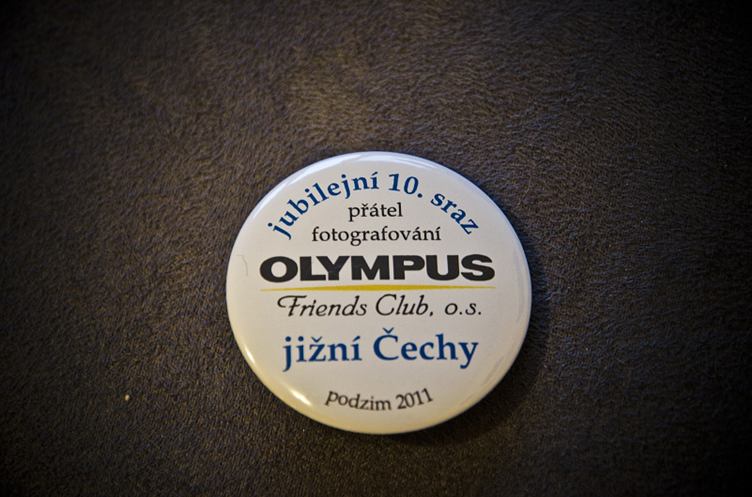 jubilejní 10. sraz
přátel
fotografování
OLYMPUS
Friends Club, o.s.
jižní Čechy
podzim 2011